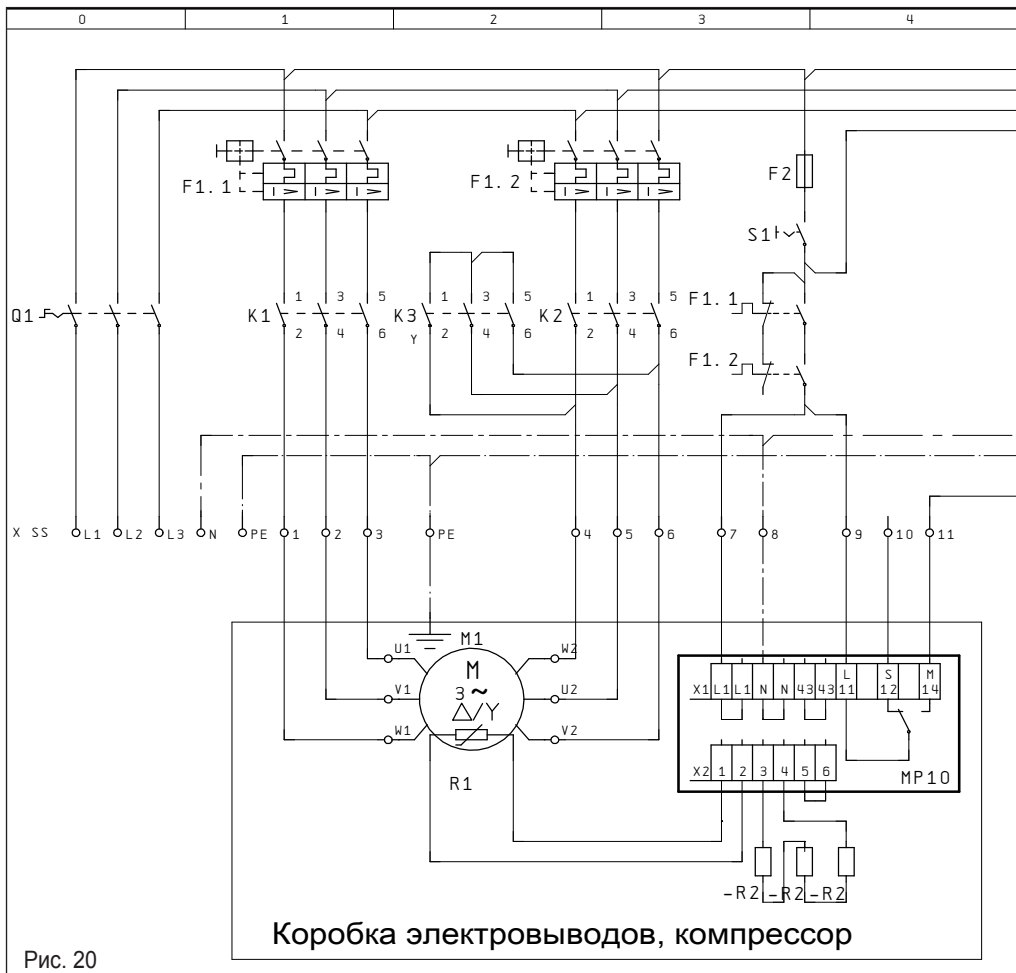 0 1 2 3 4
F1.1 I> I> I>
F1.2 I> I> I>
F2
S1
Q1
K1 1 3 5
2 4 6
K3 1 3 5
Y 2 4 6
K2 1 3 5
2 4 6
F1.1
F1.2
X SS L1 L2 L3 N PE 1 2 3 PE 4 5 6 7 8 9 10 11
U1 M1 W2
V1 M U2
3 ~
Δ/Y
W1 V2
R1
X1 L1 L1 N N 43 43 L 11 S 12 M 14
X2 1 2 3 4 5 6
MP10
-R2 -R2 -R2
Коробка электровыводов, компрессор
Рис. 20